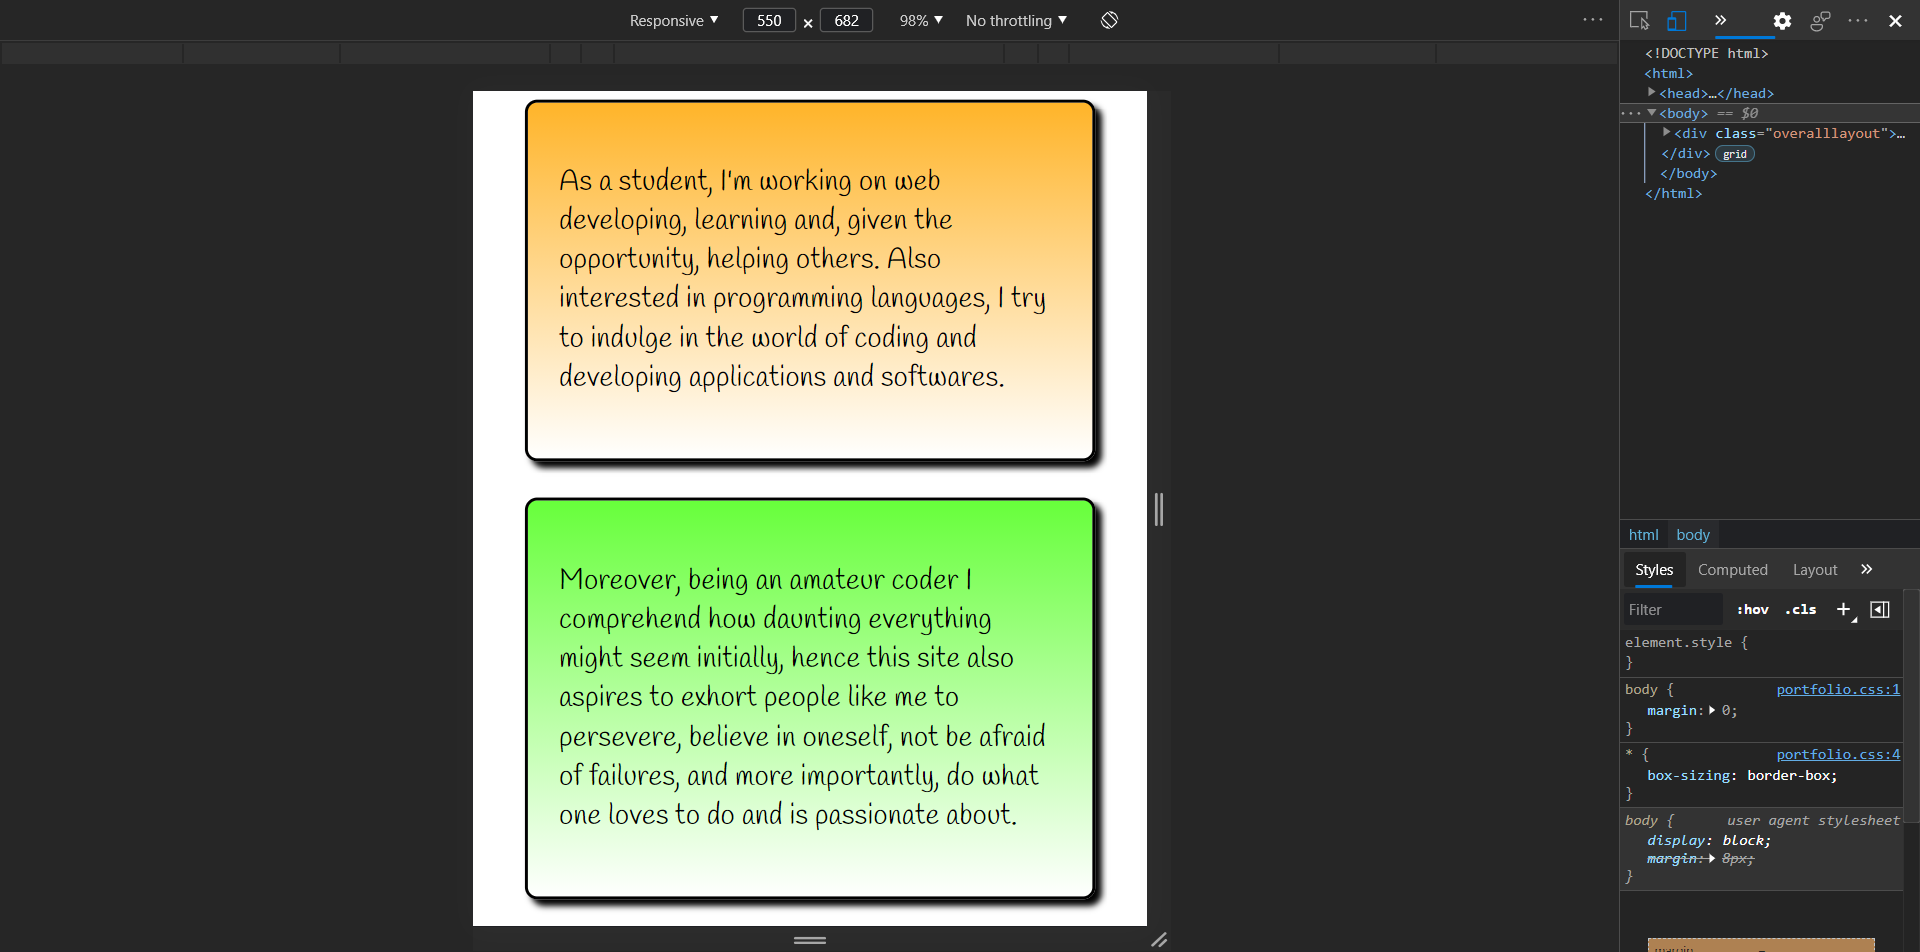 Responsive ▼ 550 × 682 98% ▼ No throttling ▼
As a student, I'm working on web
developing, learning and, given the
opportunity, helping others. Also
interested in programming languages, I try
to indulge in the world of coding and
developing applications and softwares.
Moreover, being an amateur coder I
comprehend how daunting everything
might seem initially, hence this site also
aspires to exhort people like me to
persevere, believe in oneself, not be afraid
of failures, and more importantly, do what
one loves to do and is passionate about.
<!DOCTYPE html>
<html>
<head>…</head>
<body> == $0
<div class="overalllayout">…
</div> grid
</body>
</html>
html body
Styles Computed Layout
Filter :hov .cls +
element.style {
}
body { portfolio.css:1
margin: 0;
}
* { portfolio.css:4
box-sizing: border-box;
}
body { user agent stylesheet
display: block;
margin: 8px;
}